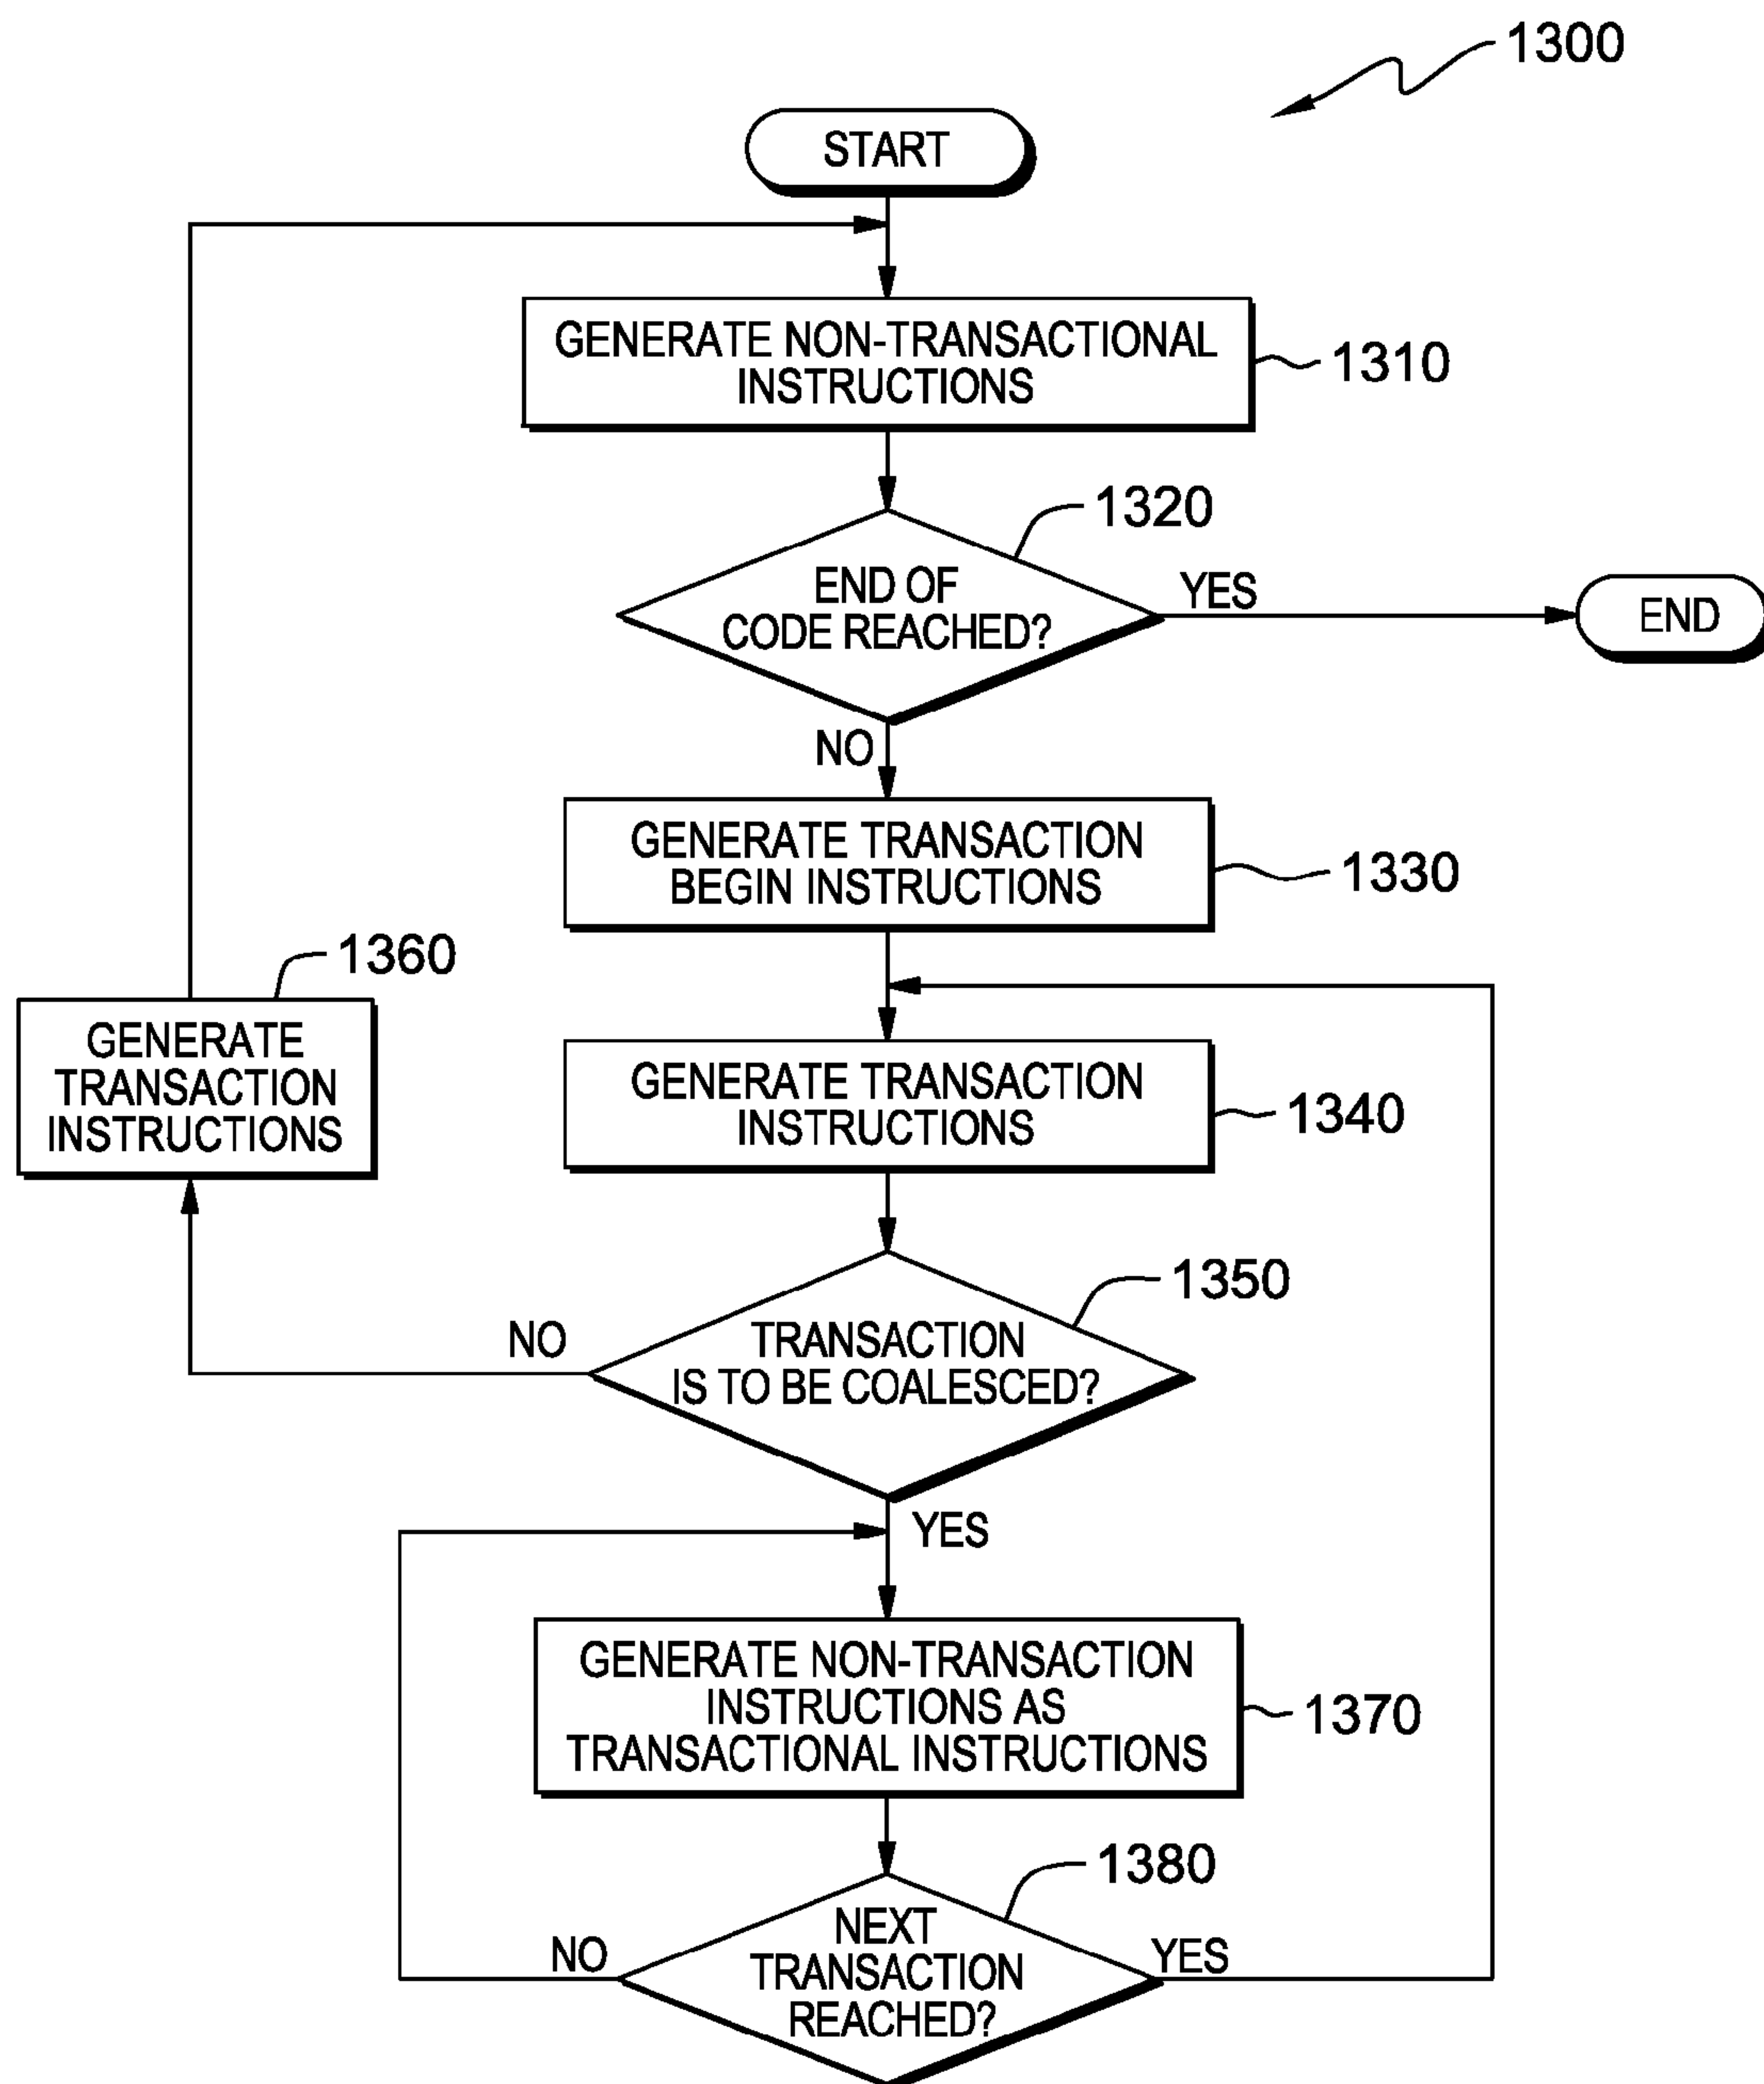 1300
START
GENERATE NON-TRANSACTIONAL
INSTRUCTIONS
1310
1320
END OF
CODE REACHED?
YES
END
NO
GENERATE TRANSACTION
BEGIN INSTRUCTIONS
1330
1360
GENERATE
TRANSACTION
INSTRUCTIONS
GENERATE TRANSACTION
INSTRUCTIONS
1340
1350
NO
TRANSACTION
IS TO BE COALESCED?
YES
GENERATE NON-TRANSACTION
INSTRUCTIONS AS
TRANSACTIONAL INSTRUCTIONS
1370
1380
NO
NEXT
TRANSACTION
REACHED?
YES